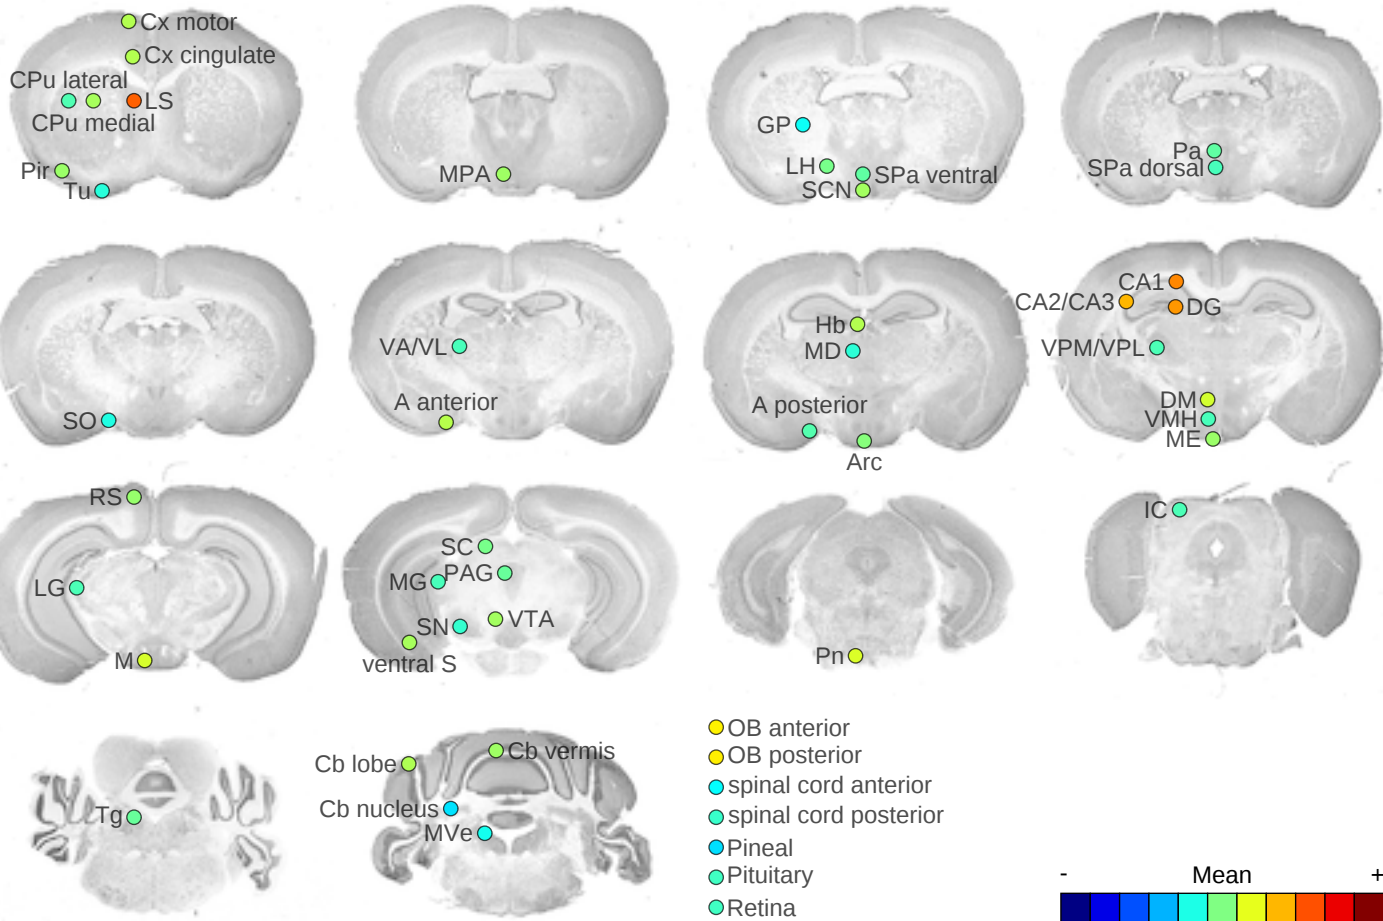 Cx motor
Cx cingulate
CPu lateral
LS
CPu medial
Pir
Tu
MPA
GP
LH
SPa ventral
SCN
Pa
SPa dorsal
SO
VA/VL
A anterior
Hb
MD
A posterior
Arc
CA1
CA2/CA3
DG
VPM/VPL
DM
VMH
ME
RS
LG
M
SC
PAG
MG
SN
VTA
ventral S
Pn
IC
Tg
Cb lobe
Cb vermis
Cb nucleus
MVe
OB anterior
OB posterior
spinal cord anterior
spinal cord posterior
Pineal
Pituitary
Retina
- Mean +